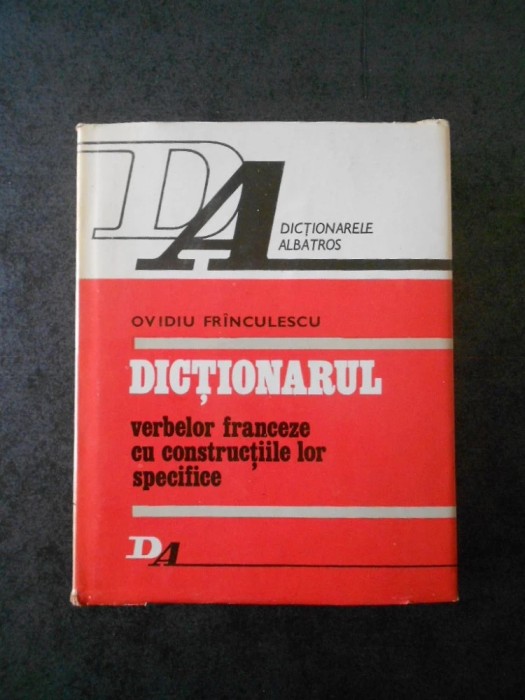 DA
DICȚIONARELE
ALBATROS
OVIDIU FRÎNCULESCU
DICȚIONARUL
verbelor franceze
cu construcțiile lor
specifice
DA